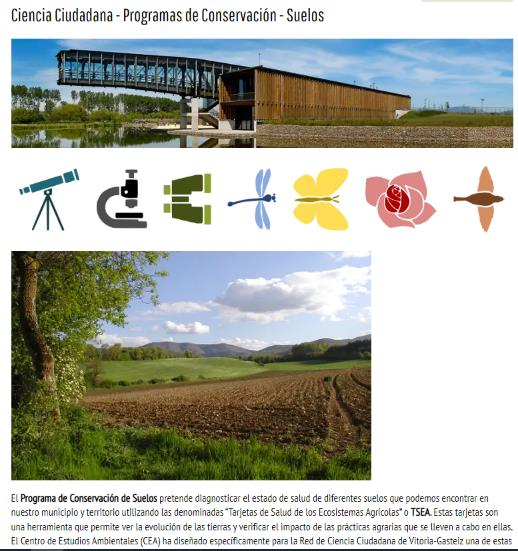 Ciencia Ciudadana - Programas de Conservación - Suelos
El Programa de Conservación de Suelos pretende diagnosticar el estado de salud de diferentes suelos que podemos encontrar en
nuestro municipio y territorio utilizando las denominadas "Tarjetas de Salud de los Ecosistemas Agrícolas" o TSEA. Estas tarjetas son
una herramienta que permite ver la evolución de las tierras y verificar el impacto de las prácticas agrarias que se lleven a cabo en ellas.
El Centro de Estudios Ambientales (CEA) ha diseñado específicamente para la Red de Ciencia Ciudadana de Vitoria-Gasteiz una de estas